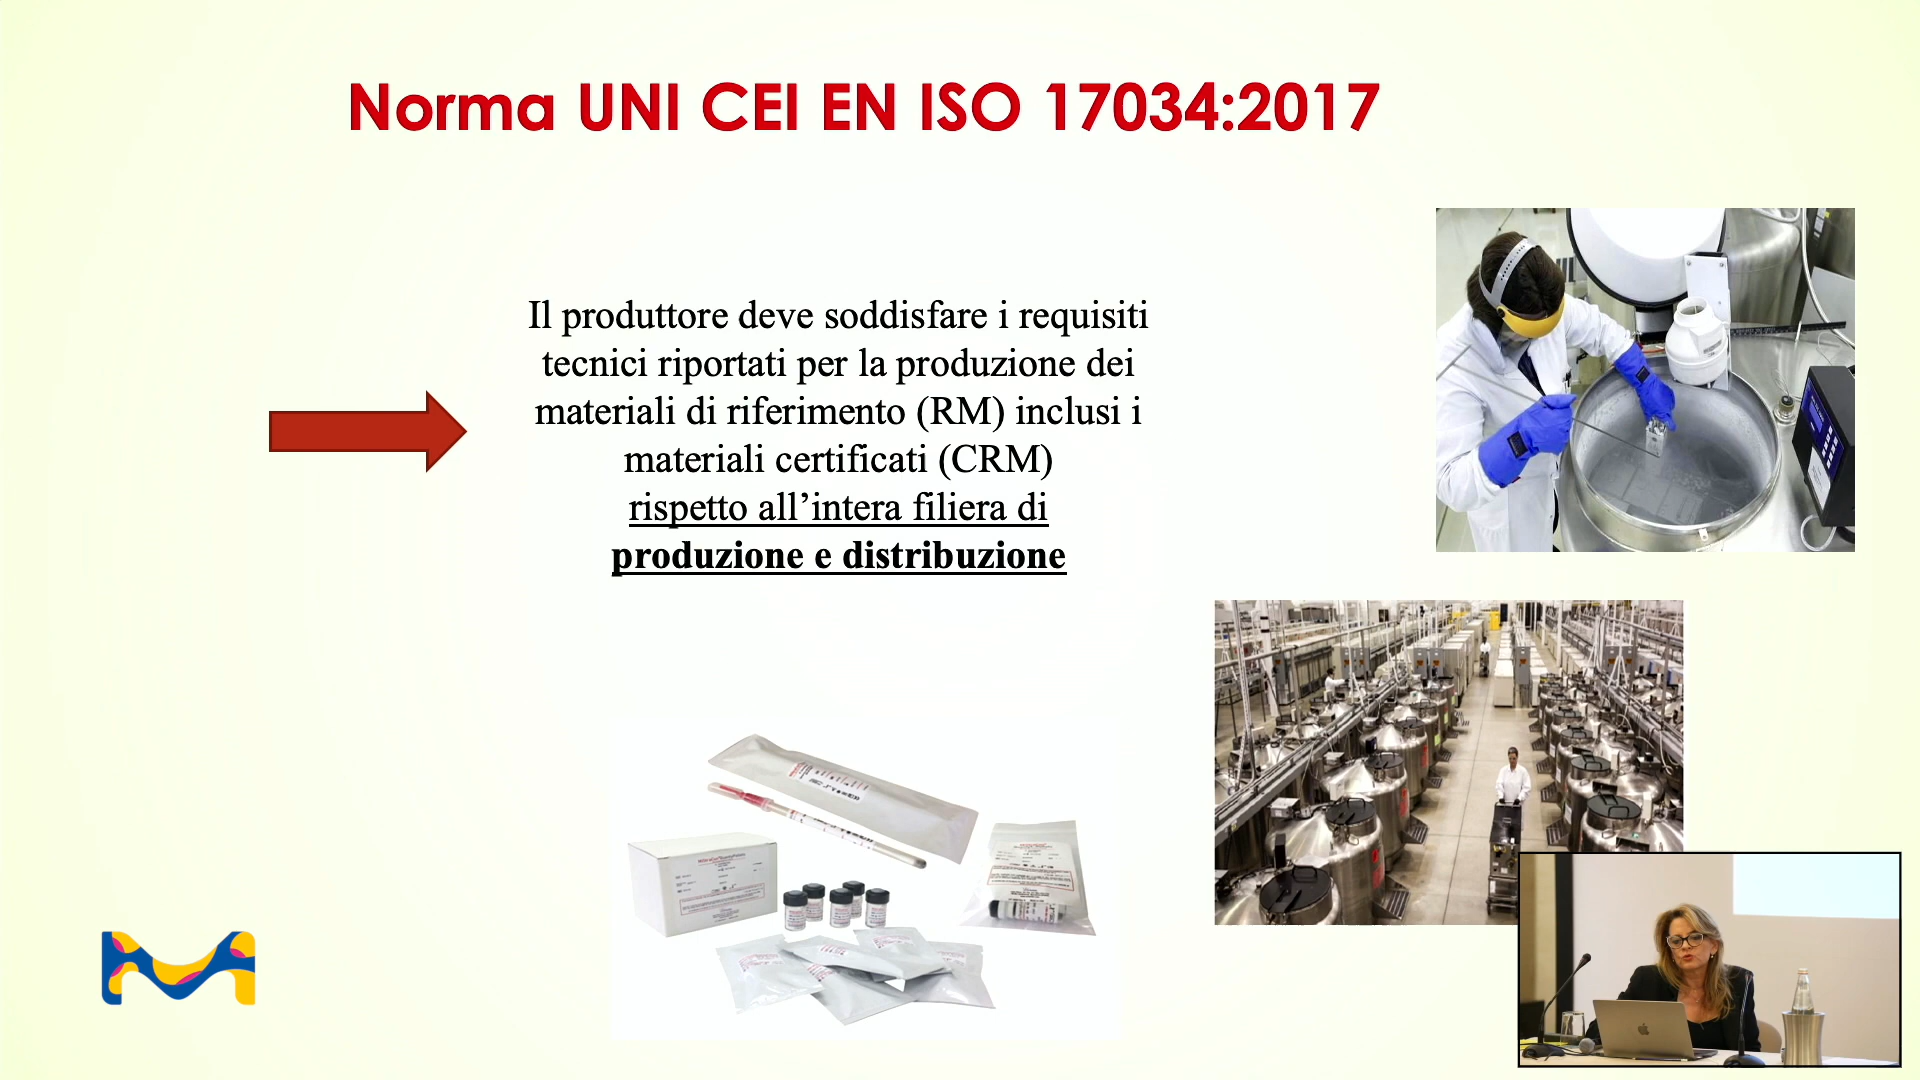 Norma UNI CEI EN ISO 17034:2017
Il produttore deve soddisfare i requisiti
tecnici riportati per la produzione dei
materiali di riferimento (RM) inclusi i
materiali certificati (CRM)
rispetto all’intera filiera di
produzione e distribuzione